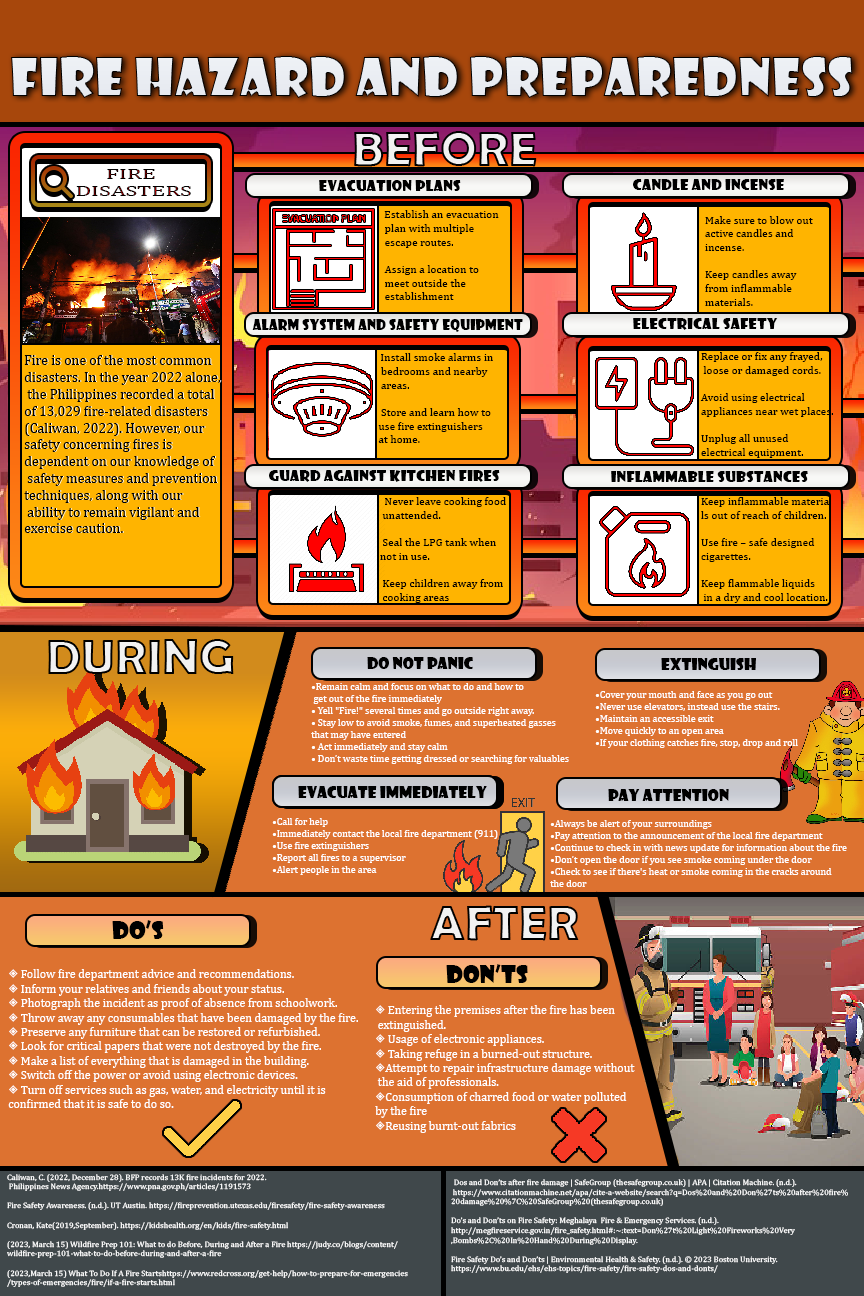 FIRE HAZARD AND PREPAREDNESS
BEFORE
FIRE
DISASTERS
Fire is one of the most common
disasters. In the year 2022 alone,
the Philippines recorded a total
of 13,029 fire-related disasters
(Caliwan, 2022). However, our
safety concerning fires is
dependent on our knowledge of
safety measures and prevention
techniques, along with our
ability to remain vigilant and
exercise caution.
EVACUATION PLANS
EVACUATION PLAN
Establish an evacuation
plan with multiple
escape routes.
Assign a location to
meet outside the
establishment
CANDLE AND INCENSE
Make sure to blow out
active candles and
incense.
Keep candles away
from inflammable
materials.
ALARM SYSTEM AND SAFETY EQUIPMENT
Install smoke alarms in
bedrooms and nearby
areas.
Store and learn how to
use fire extinguishers
at home.
ELECTRICAL SAFETY
Replace or fix any frayed,
loose or damaged cords.
Avoid using electrical
appliances near wet places.
Unplug all unused
electrical equipment.
GUARD AGAINST KITCHEN FIRES
Never leave cooking food
unattended.
Seal the LPG tank when
not in use.
Keep children away from
cooking areas
INFLAMMABLE SUBSTANCES
Keep inflammable materia
ls out of reach of children.
Use fire – safe designed
cigarettes.
Keep flammable liquids
in a dry and cool location.
DURING
DO NOT PANIC
•Remain calm and focus on what to do and how to
get out of the fire immediately
• Yell "Fire!" several times and go outside right away.
• Stay low to avoid smoke, fumes, and superheated gasses
that may have entered
• Act immediately and stay calm
• Don't waste time getting dressed or searching for valuables
EXTINGUISH
•Cover your mouth and face as you go out
•Never use elevators, instead use the stairs.
•Maintain an accessible exit
•Move quickly to an open area
•If your clothing catches fire, stop, drop and roll
EVACUATE IMMEDIATELY
•Call for help
•Immediately contact the local fire department (911)
•Use fire extinguishers
•Report all fires to a supervisor
•Alert people in the area
EXIT
PAY ATTENTION
•Always be alert of your surroundings
•Pay attention to the announcement of the local fire department
•Continue to check in with news update for information about the fire
•Don't open the door if you see smoke coming under the door
•Check to see if there's heat or smoke coming in the cracks around
the door
AFTER
DO'S
◈ Follow fire department advice and recommendations.
◈ Inform your relatives and friends about your status.
◈ Photograph the incident as proof of absence from schoolwork.
◈ Throw away any consumables that have been damaged by the fire.
◈ Preserve any furniture that can be restored or refurbished.
◈ Look for critical papers that were not destroyed by the fire.
◈ Make a list of everything that is damaged in the building.
◈ Switch off the power or avoid using electronic devices.
◈ Turn off services such as gas, water, and electricity until it is
confirmed that it is safe to do so.
DON'TS
◈ Entering the premises after the fire has been
extinguished.
◈ Usage of electronic appliances.
◈ Taking refuge in a burned-out structure.
◈Attempt to repair infrastructure damage without
the aid of professionals.
◈Consumption of charred food or water polluted
by the fire
◈Reusing burnt-out fabrics
Caliwan, C. (2022, December 28). BFP records 13K fire incidents for 2022.
Philippines News Agency.https://www.pna.gov.ph/articles/1191573
Fire Safety Awareness. (n.d.). UT Austin. https://fireprevention.utexas.edu/firesafety/fire-safety-awareness
Cronan, Kate(2019,September). https://kidshealth.org/en/kids/fire-safety.html
(2023, March 15) Wildfire Prep 101: What to do Before, During and After a Fire https://judy.co/blogs/content/
wildfire-prep-101-what-to-do-before-during-and-after-a-fire
(2023,March 15) What To Do If A Fire Startshttps://www.redcross.org/get-help/how-to-prepare-for-emergencies
/types-of-emergencies/fire/if-a-fire-starts.html
Dos and Don'ts after fire damage | SafeGroup (thesafegroup.co.uk) | APA | Citation Machine. (n.d.).
https://www.citationmachine.net/apa/cite-a-website/search?q=Dos%20and%20Don%27ts%20after%20fire%
20damage%20%7C%20SafeGroup%20(thesafegroup.co.uk)
Do's and Don'ts on Fire Safety: Meghalaya Fire & Emergency Services. (n.d.).
http://megfireservice.gov.in/fire_safety.html#:~:text=Don%27t%20Light%20Fireworks%20Very
,Bombs%2C%20In%20Hand%20During%20Display.
Fire Safety Do's and Don'ts | Environmental Health & Safety. (n.d.). © 2023 Boston University.
https://www.bu.edu/ehs/ehs-topics/fire-safety/fire-safety-dos-and-donts/